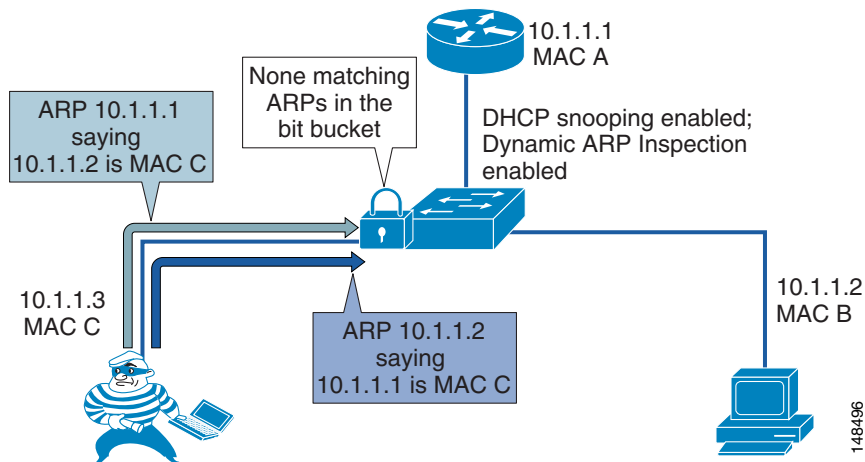 10.1.1.1
MAC A
None matching
ARPs in the
bit bucket
ARP 10.1.1.1
saying
10.1.1.2 is MAC C
DHCP snooping enabled;
Dynamic ARP Inspection
enabled
10.1.1.3
MAC C
ARP 10.1.1.2
saying
10.1.1.1 is MAC C
10.1.1.2
MAC B
148496